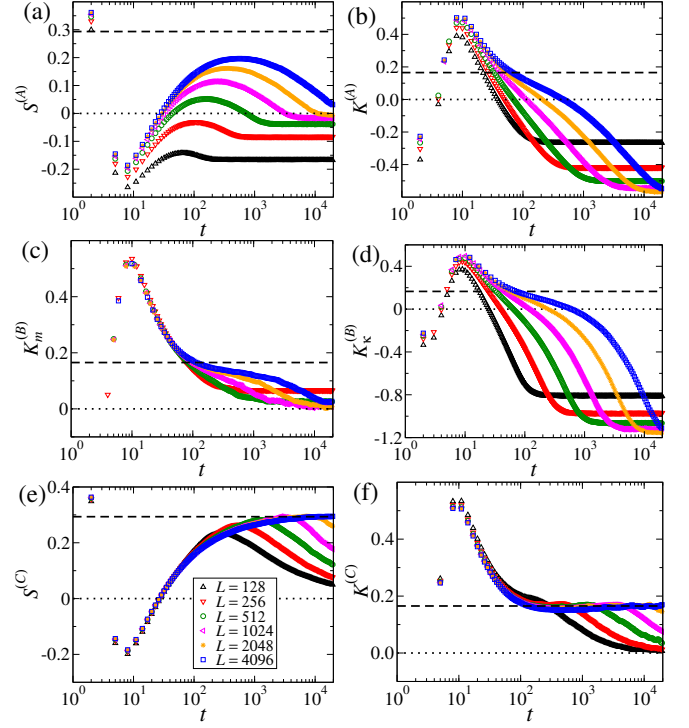 (a)
0.3
0.2
0.1
0
-0.1
-0.2
0.3
S^(A)
10^0 10^1 10^2 10^3 10^4
t
(b)
0.4
0.2
0.0
-0.2
-0.4
K^(A)
10^0 10^1 10^2 10^3 10^4
t
(c)
0.4
0.2
0
K_m^(B)
10^0 10^1 10^2 10^3 10^4
t
(d)
0.4
0
-0.4
-0.8
-1.2
K_κ^(B)
10^0 10^1 10^2 10^3 10^4
t
(e)
0.4
0.2
0.0
-0.2
S^(C)
L = 128
L = 256
L = 512
L = 1024
L = 2048
L = 4096
10^0 10^1 10^2 10^3 10^4
t
(f)
0.4
0.2
0.0
K^(C)
10^0 10^1 10^2 10^3 10^4
t